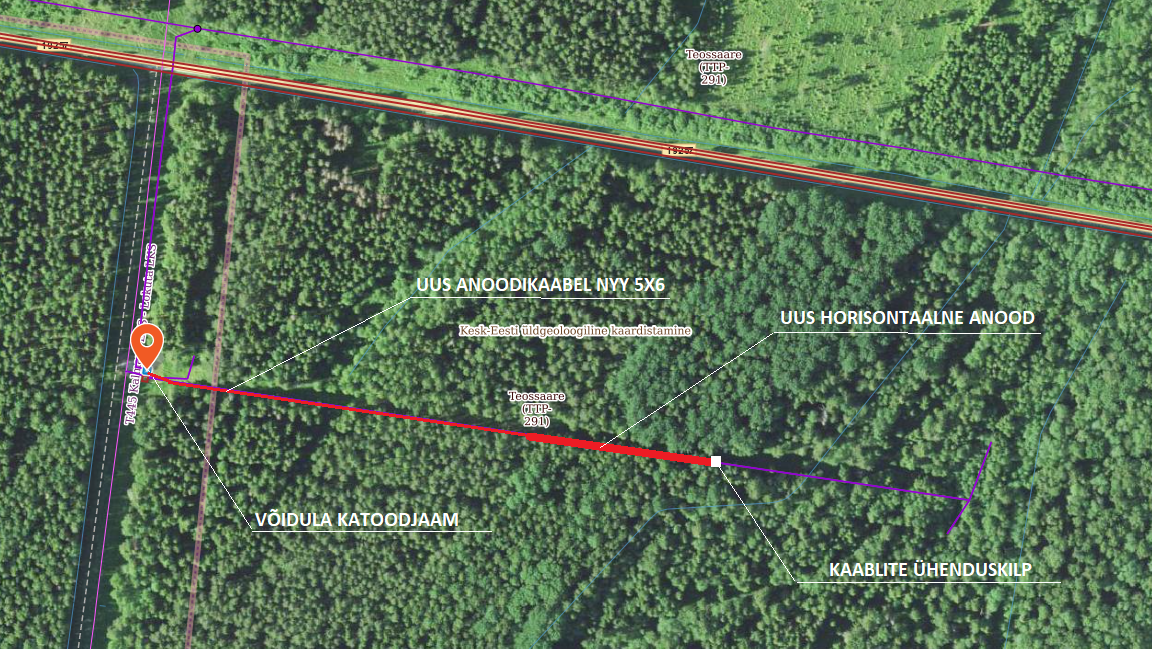 Teossaare
(TTP-
291)
UUS ANOODIKAABEL NYY 5X6
UUS HORISONTAALNE ANOOD
Kesk-Eesti üldgeoloogiline kaardistamine
Teossaare
(TTP-
291)
VÕIDULA KATOODJAAM
KAABLITE ÜHENDUSKILP